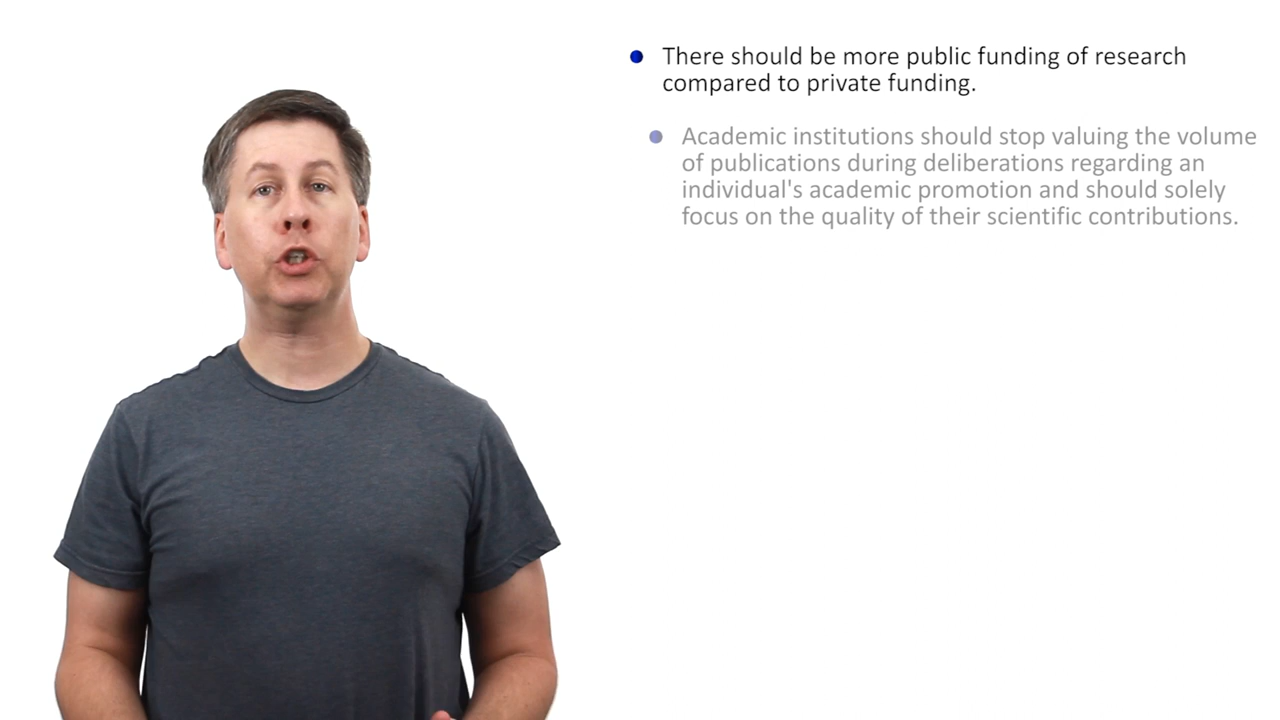 There should be more public funding of research
compared to private funding.
Academic institutions should stop valuing the volume
of publications during deliberations regarding an
individual's academic promotion and should solely
focus on the quality of their scientific contributions.